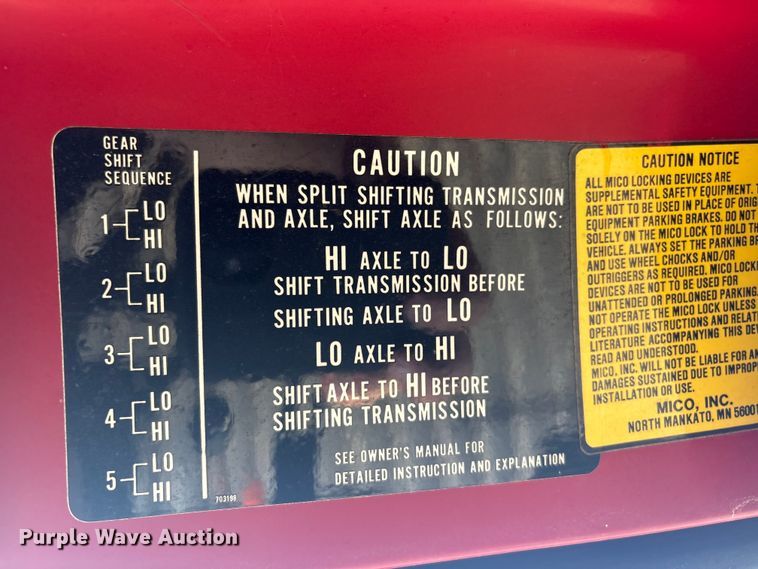 GEAR
SHIFT
SEQUENCE
1 LO
HI
2 LO
HI
3 LO
HI
4 LO
HI
5 LO
HI
CAUTION
WHEN SPLIT SHIFTING TRANSMISSION
AND AXLE, SHIFT AXLE AS FOLLOWS:
HI AXLE TO LO
SHIFT TRANSMISSION BEFORE
SHIFTING AXLE TO LO
LO AXLE TO HI
SHIFT AXLE TO HI BEFORE
SHIFTING TRANSMISSION
SEE OWNER'S MANUAL FOR
DETAILED INSTRUCTION AND EXPLANATION
703199
CAUTION NOTICE
ALL MICO LOCKING DEVICES ARE
SUPPLEMENTAL SAFETY EQUIPMENT.
ARE NOT TO BE USED IN PLACE OF
EQUIPMENT PARKING BRAKES. DO NOT
SOLELY ON THE MICO LOCK TO HOLD
VEHICLE. ALWAYS SET THE PARKING
AND USE WHEEL CHOCKS AND/OR
OUTRIGGERS AS REQUIRED. MICO
DEVICES ARE NOT TO BE USED FOR
UNATTENDED OR PROLONGED PARKING.
NOT OPERATE THE MICO LOCK UNLESS
OPERATING INSTRUCTIONS AND
LITERATURE ACCOMPANYING THIS
READ AND UNDERSTOOD.
MICO, INC. WILL NOT BE LIABLE FOR
DAMAGES SUSTAINED DUE TO
INSTALLATION OR USE.
MICO, INC.
NORTH MANKATO, MN 56001
Purple Wave Auction